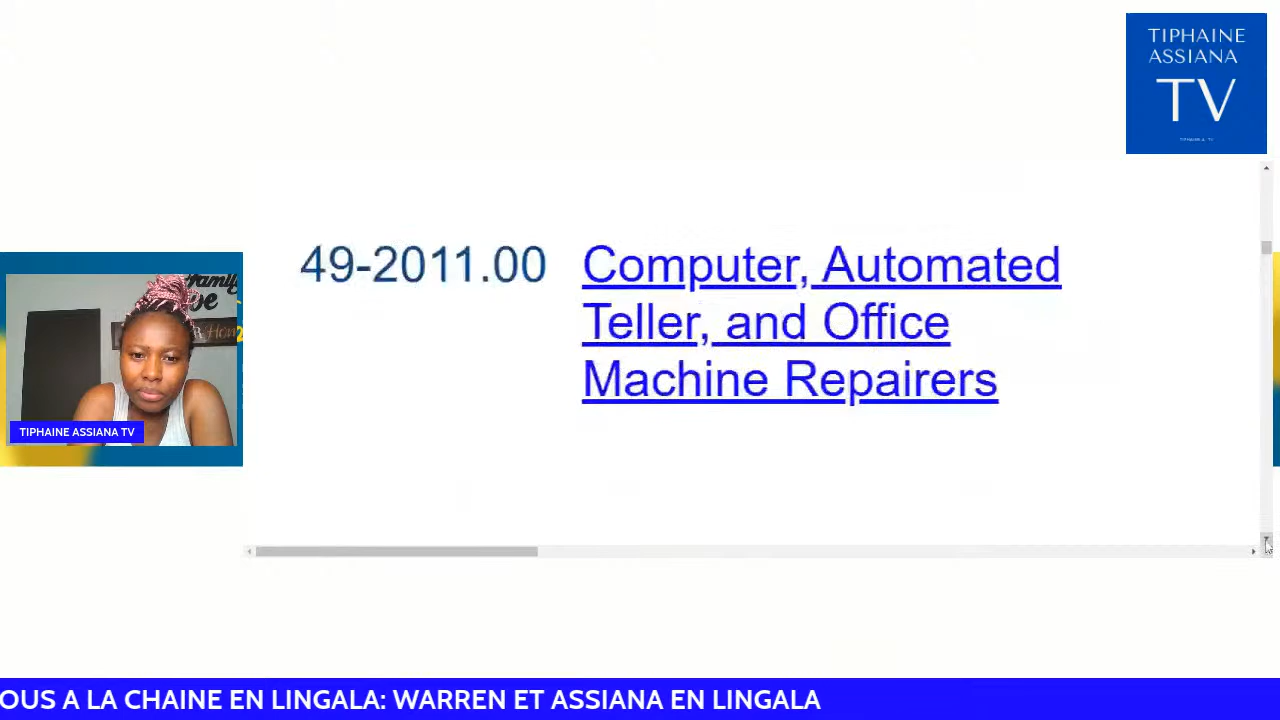 TIPHAINE
ASSIANA
TV
49-2011.00
Computer, Automated
Teller, and Office
Machine Repairers
TIPHAINE ASSIANA TV
OUS A LA CHAINE EN LINGALA: WARREN ET ASSIANA EN LINGALA